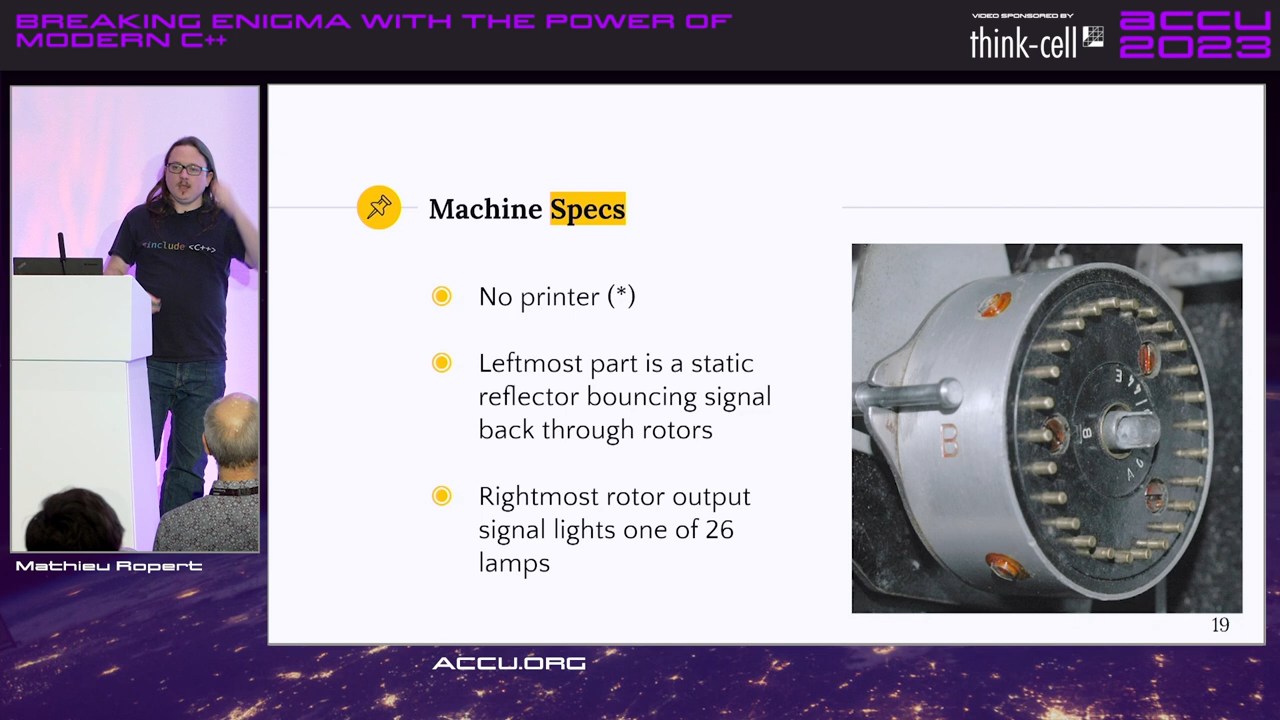 BREAKING ENIGMA WITH THE POWER OF
MODERN C++
VIDEO SPONSORED BY
think-cell
accu
2023
#include <C++>
Machine Specs
No printer (*)
Leftmost part is a static
reflector bouncing signal
back through rotors
Rightmost rotor output
signal lights one of 26
lamps
B
B
19
Mathieu Ropert
ACCU.ORG